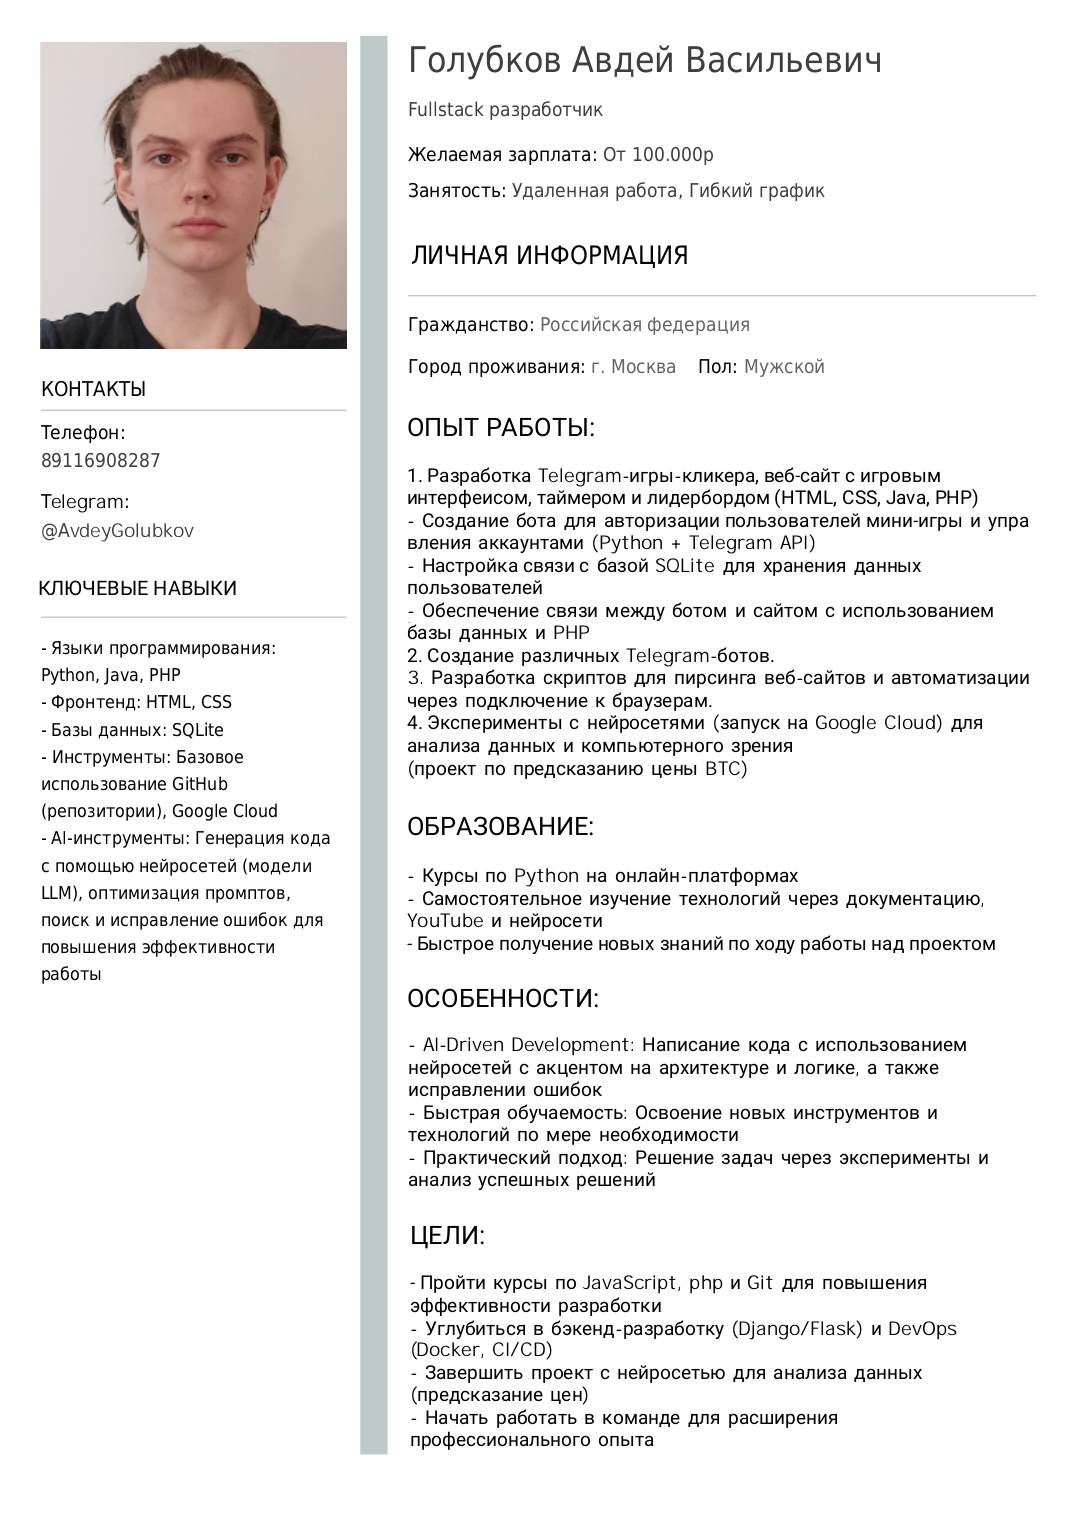 Голубков Авдей Васильевич
Fullstack разработчик
Желаемая зарплата: От 100.000р
Занятость: Удаленная работа, Гибкий график
ЛИЧНАЯ ИНФОРМАЦИЯ
Гражданство: Российская федерация
Город проживания: г. Москва Пол: Мужской
КОНТАКТЫ
Телефон:
89116908287
Telegram:
@AvdeyGolubkov
КЛЮЧЕВЫЕ НАВЫКИ
- Языки программирования:
Python, Java, PHP
- Фронтенд: HTML, CSS
- Базы данных: SQLite
- Инструменты: Базовое
использование GitHub
(репозитории), Google Cloud
- AI-инструменты: Генерация кода
с помощью нейросетей (модели
LLM), оптимизация промптов,
поиск и исправление ошибок для
повышения эффективности
работы
ОПЫТ РАБОТЫ:
1. Разработка Telegram-игры-кликера, веб-сайт с игровым
интерфеисом, таймером и лидербордом (HTML, CSS, Java, PHP)
- Создание бота для авторизации пользователей мини-игры и упра
вления аккаунтами (Python + Telegram API)
- Настройка связи с базой SQLite для хранения данных
пользователей
- Обеспечение связи между ботом и сайтом с использованием
базы данных и PHP
2. Создание различных Telegram-ботов.
3. Разработка скриптов для пирсинга веб-сайтов и автоматизации
через подключение к браузерам.
4. Эксперименты с нейросетями (запуск на Google Cloud) для
анализа данных и компьютерного зрения
(проект по предсказанию цены BTC)
ОБРАЗОВАНИЕ:
- Курсы по Python на онлайн-платформах
- Самостоятельное изучение технологий через документацию,
YouTube и нейросети
- Быстрое получение новых знаний по ходу работы над проектом
ОСОБЕННОСТИ:
- AI-Driven Development: Написание кода с использованием
нейросетей с акцентом на архитектуре и логике, а также
исправлении ошибок
- Быстрая обучаемость: Освоение новых инструментов и
технологий по мере необходимости
- Практический подход: Решение задач через эксперименты и
анализ успешных решений
ЦЕЛИ:
- Пройти курсы по JavaScript, php и Git для повышения
эффективности разработки
- Углубиться в бэкенд-разработку (Django/Flask) и DevOps
(Docker, CI/CD)
- Завершить проект с нейросетью для анализа данных
(предсказание цен)
- Начать работать в команде для расширения
профессионального опыта